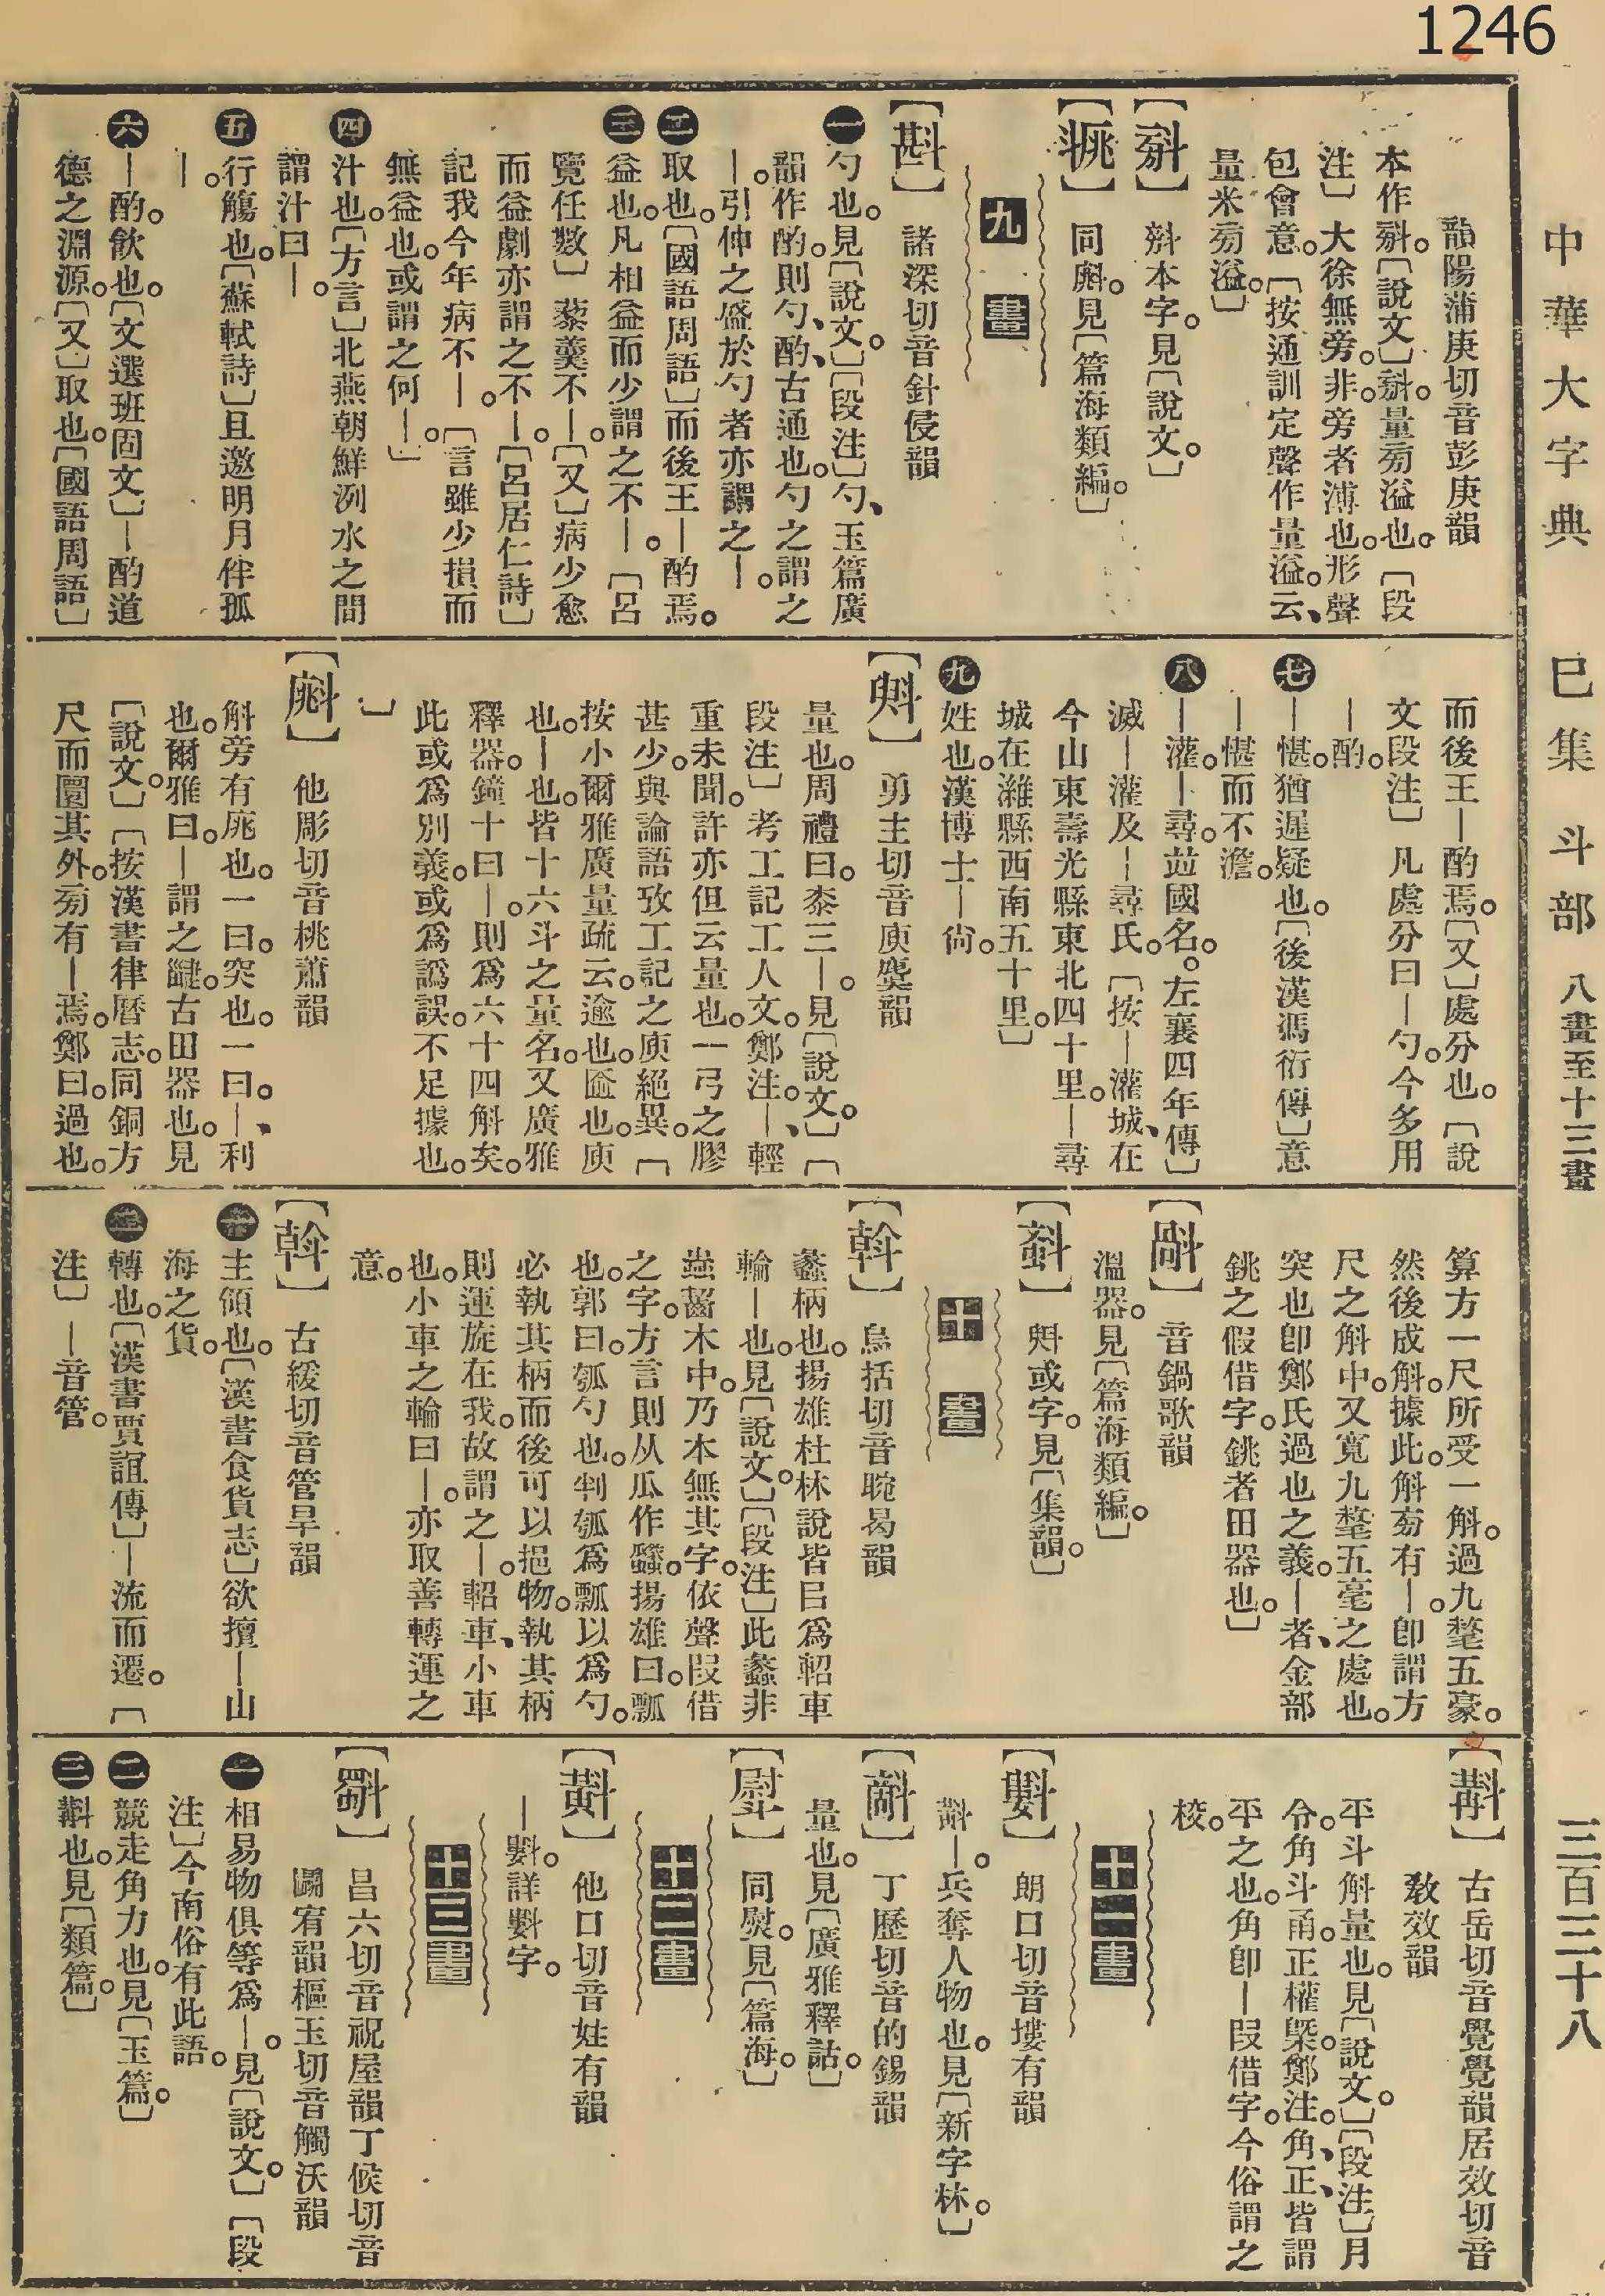 1246
中華大字典
巳集 斗部 八畫至十三畫
三百三十八
韻陽蒲庚切音彭庚韻
本作㪵。〔說文〕㪵。量旁溢也。〔段
注〕大徐無旁。非。旁者溥也。形聲
包會意。〔按通訓定聲作量溢。云、
量米旁溢。〕
【㪵】 㪵本字。見〔說文。〕
同㪶。見〔篇海類編。〕
九畫
【斟】 諸深切音針侵韻
一勺也。見〔說文。〕〔段注〕勺、玉篇廣
韻作酌。則勺、酌、古通也。勺之謂之
｜。引伸之盛於勺者亦謂之｜。
二取也。〔國語周語〕而後王｜酌焉。
三益也。凡相益而少謂之不｜。〔呂
覽任數〕藜羹不｜。〔又〕病少愈
而益劇亦謂之不｜。〔呂居仁詩〕
記我今年病不｜。〔言雖少損而
無益也。或謂之何｜。〕
四汁也。〔方言〕北燕朝鮮洌水之間
謂汁曰｜。
五行觴也。〔蘇軾詩〕且邀明月伴孤
｜。
六｜酌。飲也。〔文選班固文〕｜酌道
德之淵源。〔又〕取也。〔國語周語〕
而後王｜酌焉。〔又〕處分也。〔說
文段注〕凡處分曰｜勺。今多用
｜酌。
七｜愖。猶遲疑也。〔後漢馮衍傳〕意
｜愖而不澹。
八｜灌。｜尋。竝國名。〔左襄四年傳〕
滅｜灌及｜尋氏。〔按｜灌城、在
今山東壽光縣東北四十里。｜尋
城在濰縣西南五十里。〕
九姓也。漢博士｜尙。
【㪺】 勇主切音庾麌韻
量也。周禮曰。桼三｜。見〔說文。〕〔
段注〕考工記工人文。鄭注。｜、輕
重未聞。許亦但云量也。一弓之膠
甚少。與論語攷工記之庾絕異。〔
按小爾雅廣量疏云。逾也。匬也。庾
也。｜也。皆十六斗之量名。又廣雅
釋器。鐘十曰｜。則爲六十四斛矣。
此或爲別義。或爲譌誤。不足據也。
〕
【斛】 他彫切音桃蕭韻
斛旁有庣也。一曰。突也。一曰。｜、利
也。爾雅曰。｜謂之疀。古田器也。見
〔說文。〕〔按漢書律曆志。同銅方
尺而圜其外。旁有｜焉。鄭曰。過也。
算方一尺所受一斛。過九氂五豪。
然後成斛。據此。斛旁有｜。卽謂方
尺之斛中。又寬九氂五毫之處也。
突也卽鄭氏過也之義。｜者、金部
銚之假借字。銚者田器也。〕
音鍋歌韻
溫器。見〔篇海類編。〕
㪺或字。見〔集韻。〕
十畫
【斡】 烏括切音睕曷韻
蠡柄也。揚雄杜林說皆㠯爲軺車
輪｜也。見〔說文。〕〔段注〕此蠡非
蟲齧木中。乃本無其字。依聲叚借
之字。方言則从瓜作㼖。揚雄曰。瓢
也。郭曰。瓠勺也。判瓠爲瓢以爲勺。
必執其柄而後可以挹物。執其柄
則運旋在我。故謂之｜。軺車、小車
也。小車之輪曰｜。亦取善轉運之
意。
【斡】 古緩切音管旱韻
一主領也。〔漢書食貨志〕欲擅｜山
海之貨。
二轉也。〔漢書賈誼傳〕｜流而遷。〔
注〕｜音管。
【斠】 古岳切音覺覺韻居效切音
敎效韻
平斗斛量也。見〔說文。〕〔段注〕月
令。角斗甬。正權槩。鄭注。角、正、皆謂
平之也。角卽｜叚借字。今俗謂之
校。
十一畫
【㪹】 朗口切音塿有韻
㪷｜。兵奪人物也。見〔新字林。〕
丁歷切音的錫韻
量也。見〔廣雅釋詁。〕
同熨。見〔篇海。〕
十二畫
【㪻】 他口切音姓有韻
｜㪹。詳㪹字。
十三畫
【斣】 昌六切音祝屋韻丁候切音
鬭宥韻樞玉切音觸沃韻
一相易物俱等爲｜。見〔說文。〕〔段
注〕今南俗有此語。
二競走角力也。見〔玉篇。〕
三斠也。見〔類篇。〕